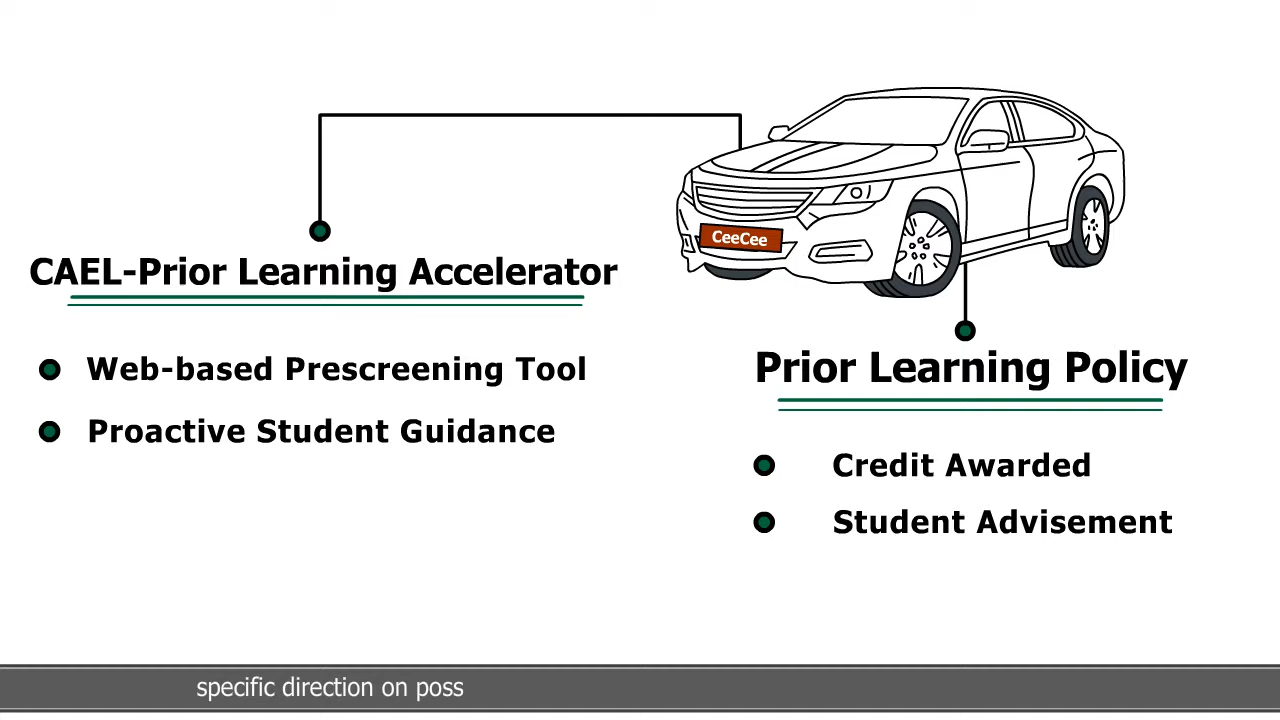 CeeCee
CAEL-Prior Learning Accelerator
Web-based Prescreening Tool
Proactive Student Guidance
Prior Learning Policy
Credit Awarded
Student Advisement
specific direction on poss